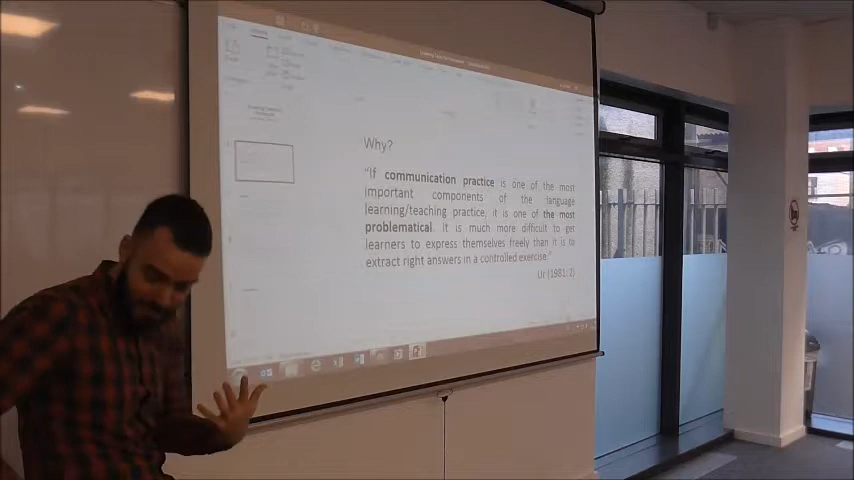 Why?
"If communication practice is one of the most
important components of the language
learning/teaching practice, it is one of the most
problematical. It is much more difficult to get
learners to express themselves freely than it is to
extract right answers in a controlled exercise"
Ur (1981: 2)